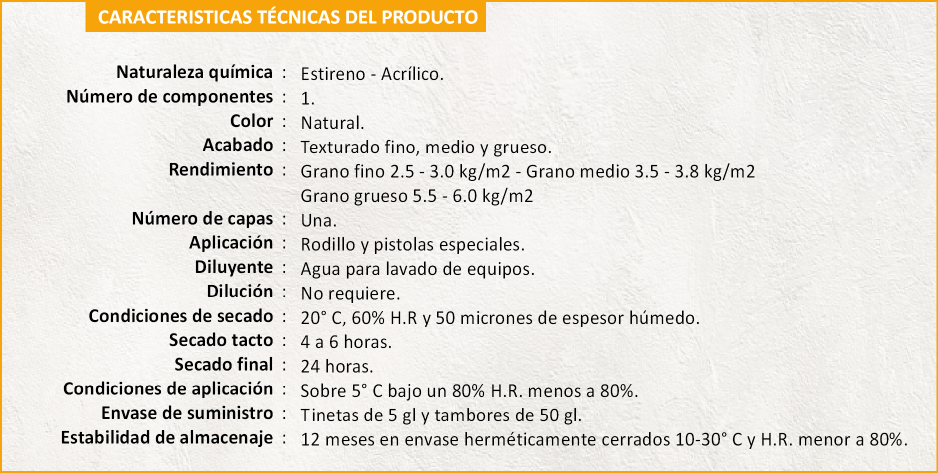 CARACTERISTICAS TÉCNICAS DEL PRODUCTO
Naturaleza química : Estireno - Acrílico.
Número de componentes : 1.
Color : Natural.
Acabado : Texturado fino, medio y grueso.
Rendimiento : Grano fino 2.5 - 3.0 kg/m2 - Grano medio 3.5 - 3.8 kg/m2
Grano grueso 5.5 - 6.0 kg/m2
Número de capas : Una.
Aplicación : Rodillo y pistolas especiales.
Diluyente : Agua para lavado de equipos.
Dilución : No requiere.
Condiciones de secado : 20° C, 60% H.R y 50 micrones de espesor húmedo.
Secado tacto : 4 a 6 horas.
Secado final : 24 horas.
Condiciones de aplicación : Sobre 5° C bajo un 80% H.R. menos a 80%.
Envase de suministro : Tinetas de 5 gl y tambores de 50 gl.
Estabilidad de almacenaje : 12 meses en envase herméticamente cerrados 10-30° C y H.R. menor a 80%.